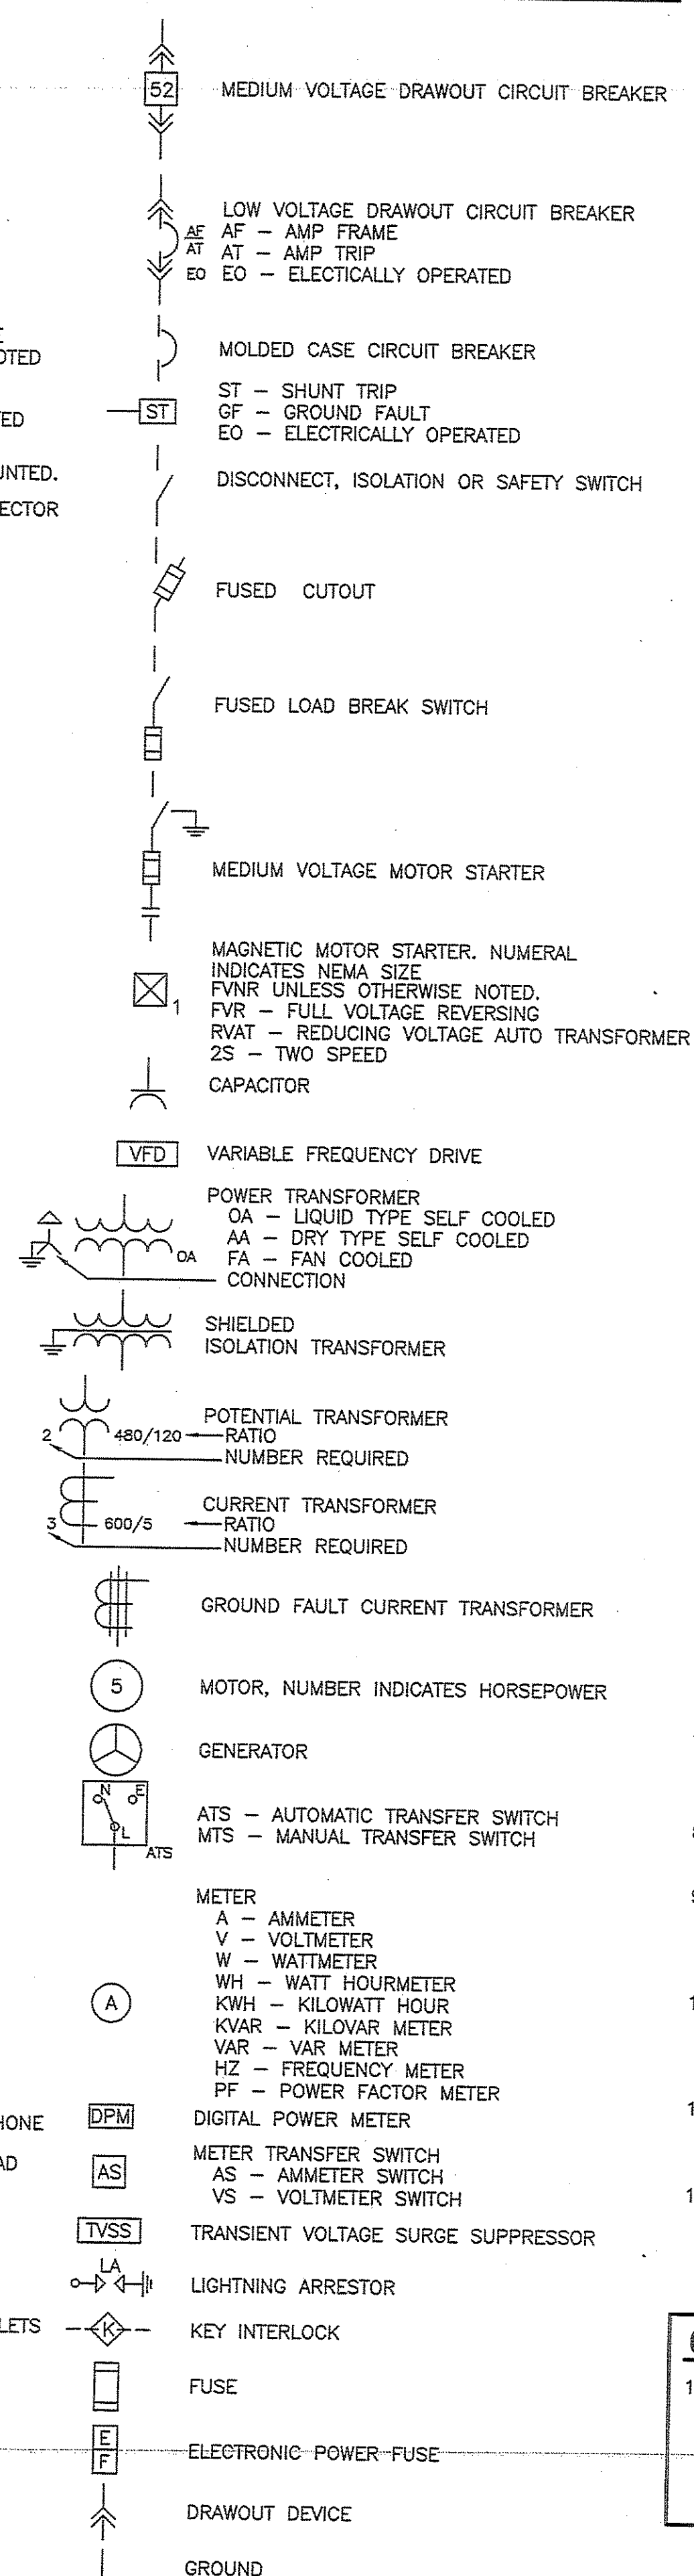 52 MEDIUM VOLTAGE DRAWOUT CIRCUIT BREAKER
LOW VOLTAGE DRAWOUT CIRCUIT BREAKER
AF AF – AMP FRAME
AT AT – AMP TRIP
EO EO – ELECTICALLY OPERATED
MOLDED CASE CIRCUIT BREAKER
OTED
ST – SHUNT TRIP
ST GF – GROUND FAULT
EO – ELECTRICALLY OPERATED
ED
UNTED.
DISCONNECT, ISOLATION OR SAFETY SWITCH
ECTOR
FUSED CUTOUT
FUSED LOAD BREAK SWITCH
MEDIUM VOLTAGE MOTOR STARTER
MAGNETIC MOTOR STARTER. NUMERAL
INDICATES NEMA SIZE
FVNR UNLESS OTHERWISE NOTED.
1 FVR – FULL VOLTAGE REVERSING
RVAT – REDUCING VOLTAGE AUTO TRANSFORMER
2S – TWO SPEED
CAPACITOR
VFD VARIABLE FREQUENCY DRIVE
POWER TRANSFORMER
OA – LIQUID TYPE SELF COOLED
AA – DRY TYPE SELF COOLED
OA FA – FAN COOLED
CONNECTION
SHIELDED
ISOLATION TRANSFORMER
POTENTIAL TRANSFORMER
2 480/120 RATIO
NUMBER REQUIRED
CURRENT TRANSFORMER
3 600/5 RATIO
NUMBER REQUIRED
GROUND FAULT CURRENT TRANSFORMER
5 MOTOR, NUMBER INDICATES HORSEPOWER
GENERATOR
N E
ATS – AUTOMATIC TRANSFER SWITCH
L MTS – MANUAL TRANSFER SWITCH
ATS
METER
A – AMMETER
V – VOLTMETER
W – WATTMETER
WH – WATT HOURMETER
A KWH – KILOWATT HOUR
KVAR – KILOVAR METER
VAR – VAR METER
HZ – FREQUENCY METER
PF – POWER FACTOR METER
HONE DPM DIGITAL POWER METER
METER TRANSFER SWITCH
AD AS AS – AMMETER SWITCH
VS – VOLTMETER SWITCH
TVSS TRANSIENT VOLTAGE SURGE SUPPRESSOR
LA
LIGHTNING ARRESTOR
LETS K KEY INTERLOCK
FUSE
E
F ELECTRONIC POWER FUSE
DRAWOUT DEVICE
GROUND